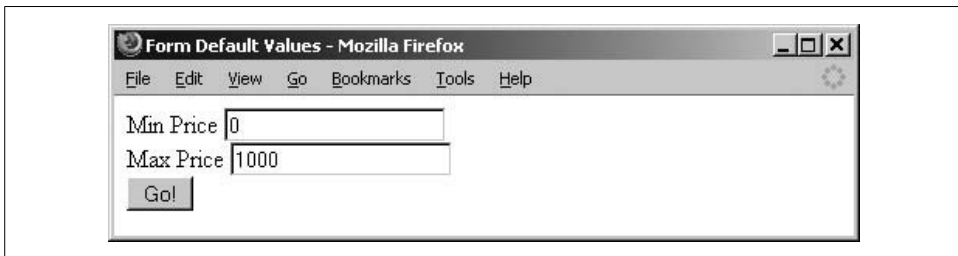 Form Default Values - Mozilla Firefox
File Edit View Go Bookmarks Tools Help
Min Price 0
Max Price 1000
Go!